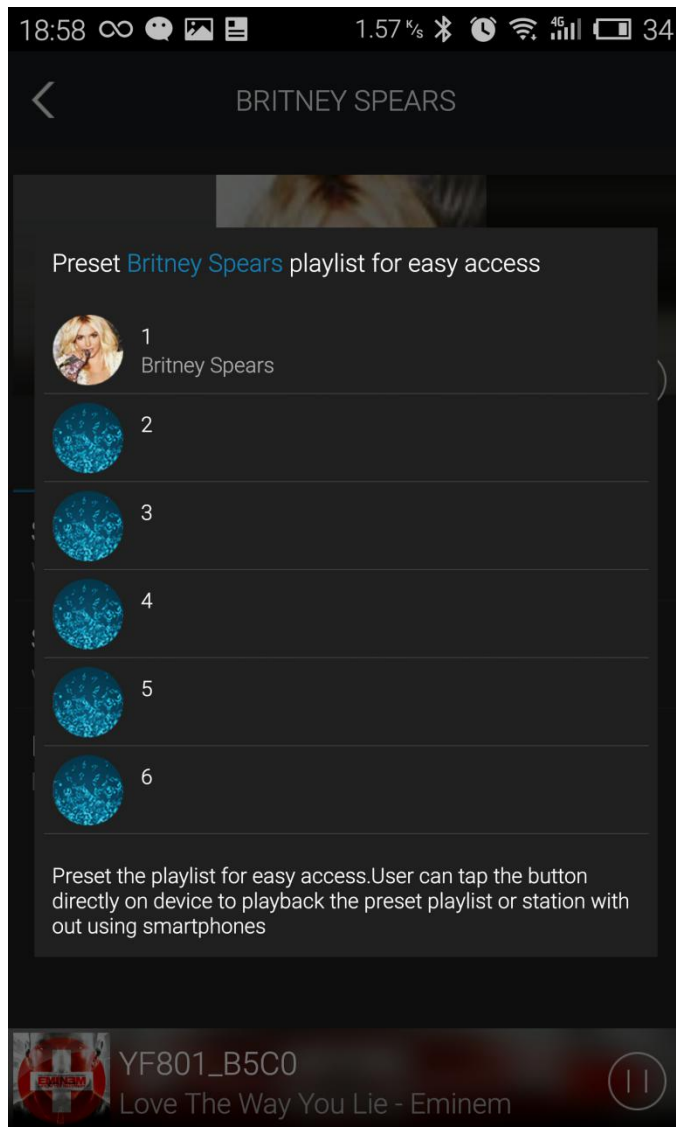 18:58 1.57 K/s 4G 34
BRITNEY SPEARS
Preset Britney Spears playlist for easy access
1
Britney Spears
2
3
4
5
6
Preset the playlist for easy access.User can tap the button
directly on device to playback the preset playlist or station with
out using smartphones
EMINEM
YF801_B5C0
Love The Way You Lie - Eminem